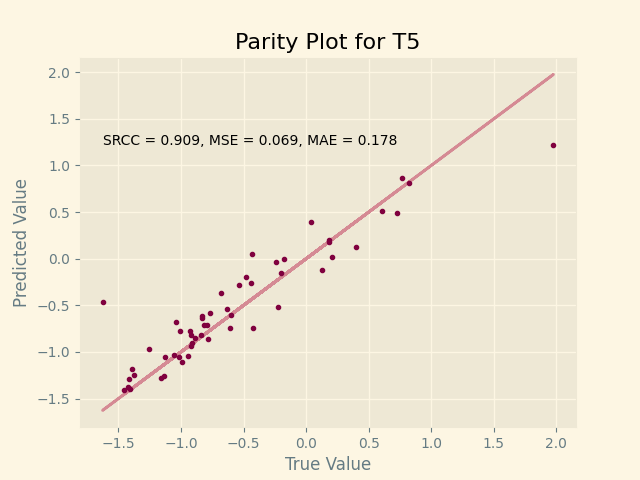 Parity Plot for T5
SRCC = 0.909, MSE = 0.069, MAE = 0.178
Predicted Value
2.0
1.5
1.0
0.5
0.0
−0.5
−1.0
−1.5
−1.5 −1.0 −0.5 0.0 0.5 1.0 1.5 2.0
True Value